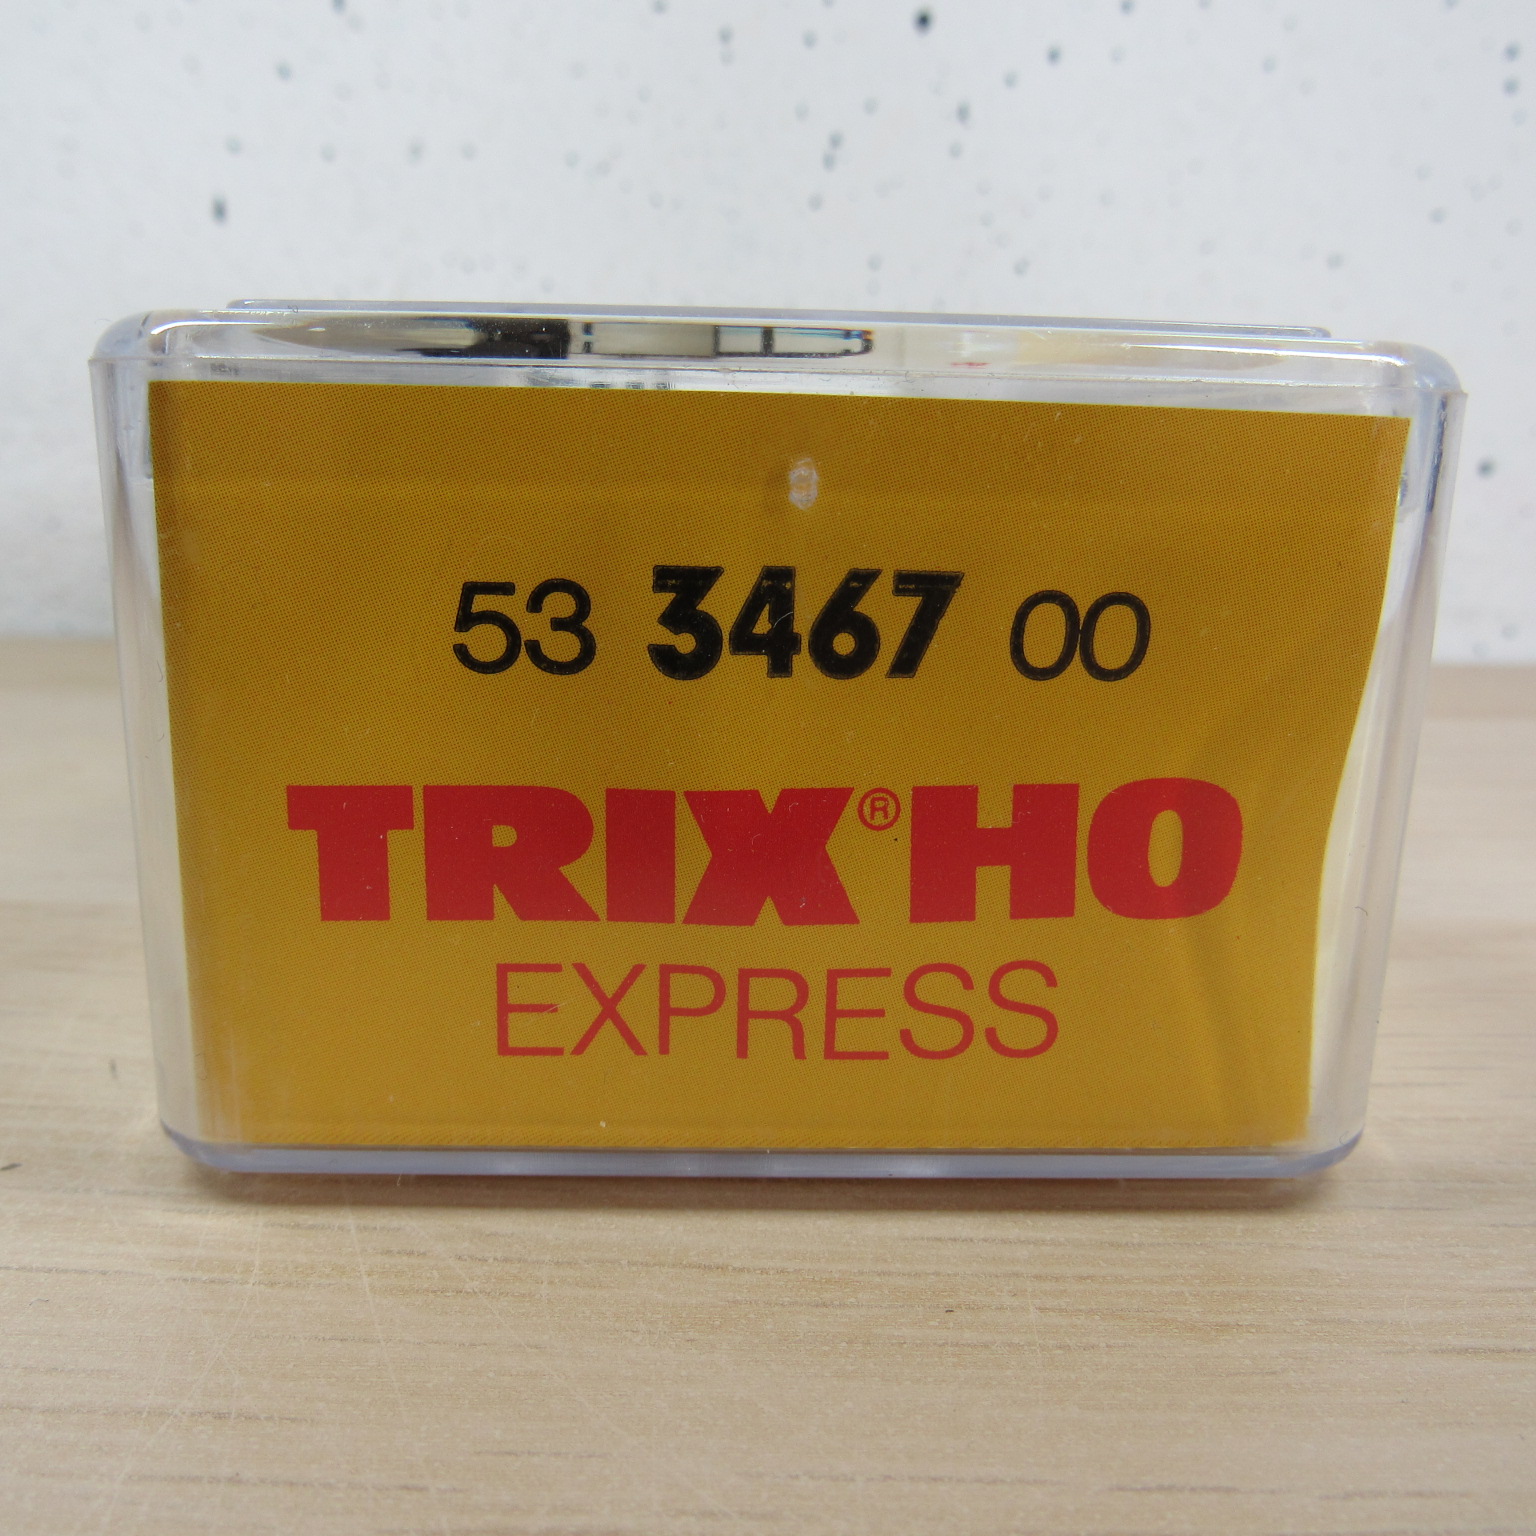 53 3467 00
TRIX® HO
EXPRESS